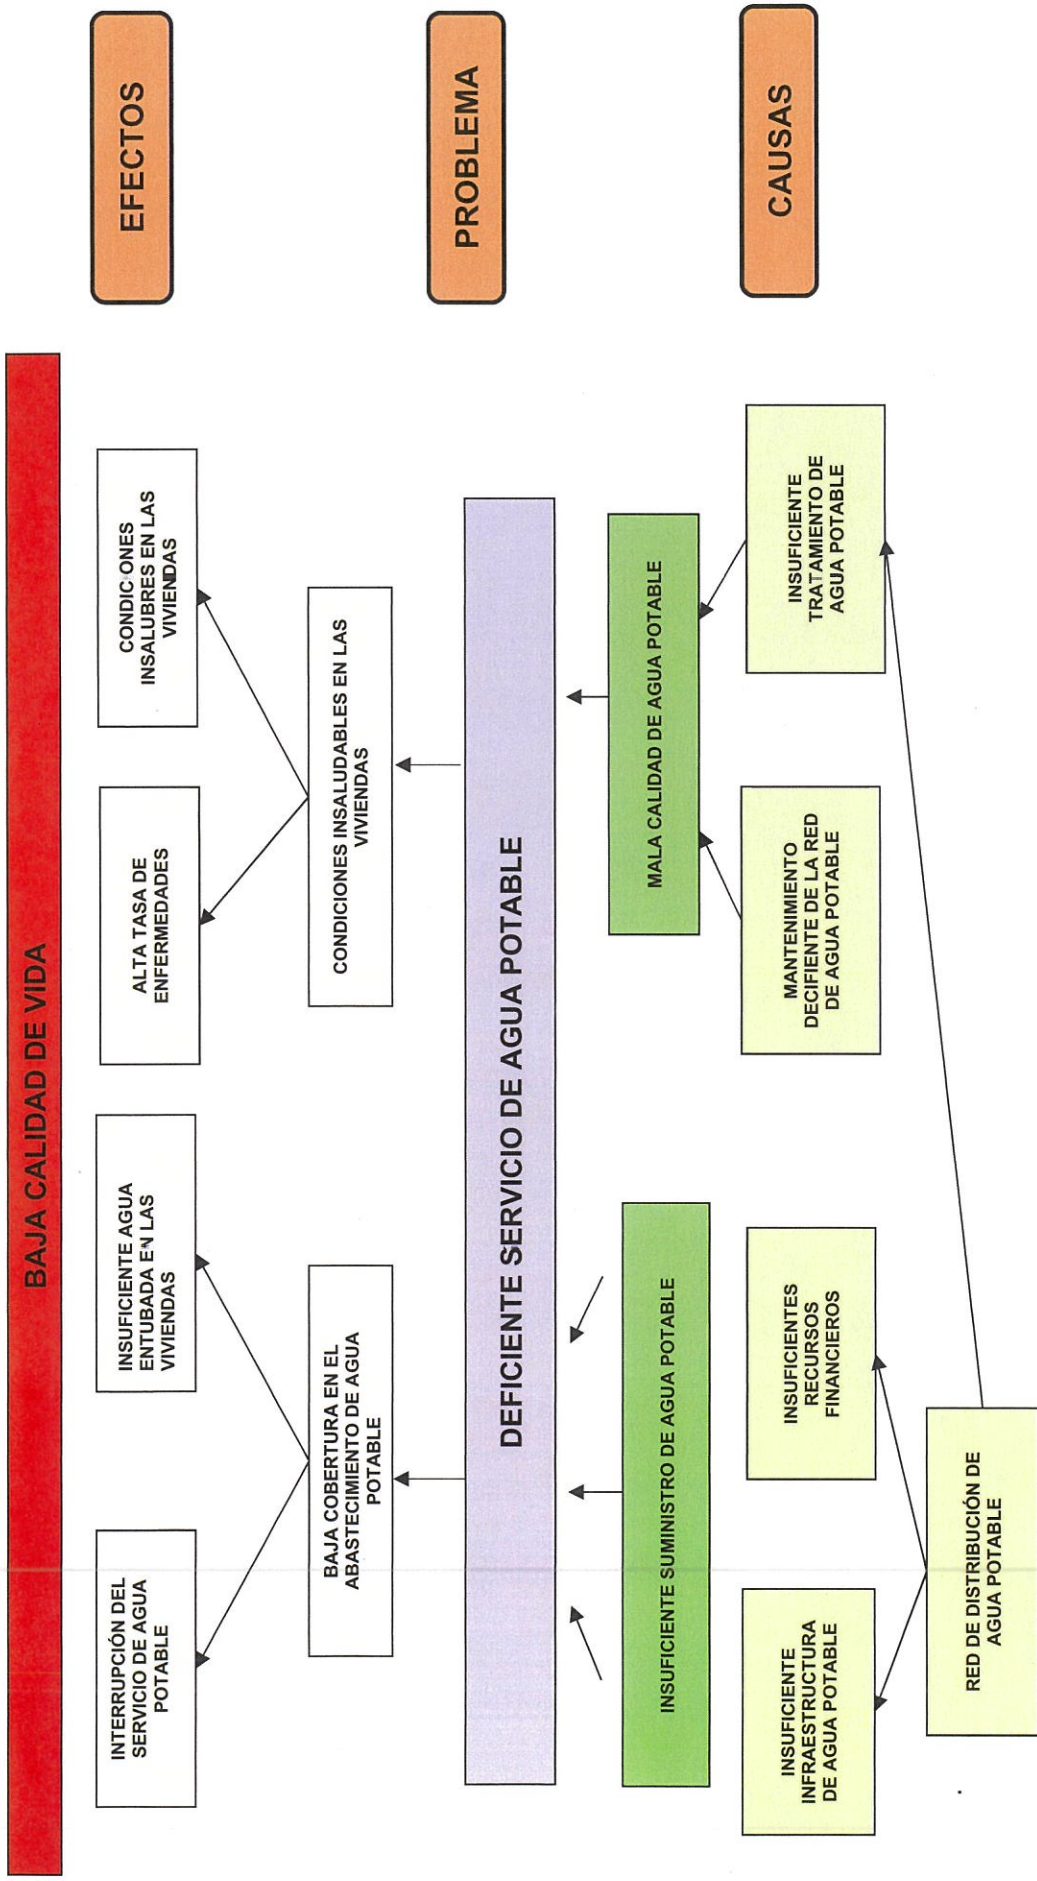 BAJA CALIDAD DE VIDA
EFECTOS
INTERRUPCIÓN DEL
SERVICIO DE AGUA
POTABLE
INSUFICIENTE AGUA
ENTUBADA EN LAS
VIVIENDAS
ALTA TASA DE
ENFERMEDADES
CONDICIONES
INSALUBRES EN LAS
VIVIENDAS
BAJA COBERTURA EN EL
ABASTECIMIENTO DE AGUA
POTABLE
CONDICIONES INSALUDABLES EN LAS
VIVIENDAS
PROBLEMA
DEFICIENTE SERVICIO DE AGUA POTABLE
INSUFICIENTE SUMINISTRO DE AGUA POTABLE
MALA CALIDAD DE AGUA POTABLE
CAUSAS
INSUFICIENTE
INFRAESTRUCTURA
DE AGUA POTABLE
INSUFICIENTES
RECURSOS
FINANCIEROS
MANTENIMIENTO
DECIFIENTE DE LA RED
DE AGUA POTABLE
INSUFICIENTE
TRATAMIENTO DE
AGUA POTABLE
RED DE DISTRIBUCIÓN DE
AGUA POTABLE